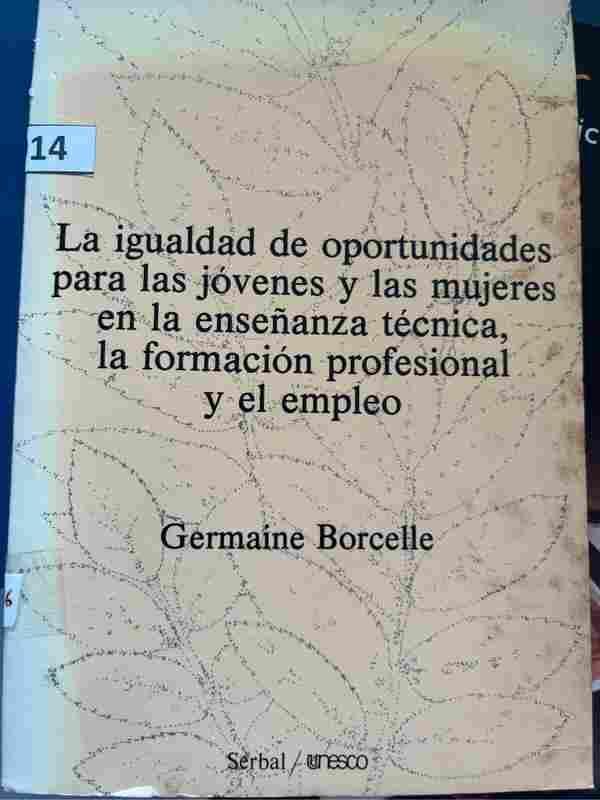 14
La igualdad de oportunidades
para las jóvenes y las mujeres
en la enseñanza técnica,
la formación profesional
y el empleo
Germaine Borcelle
6
Serbal / unesco